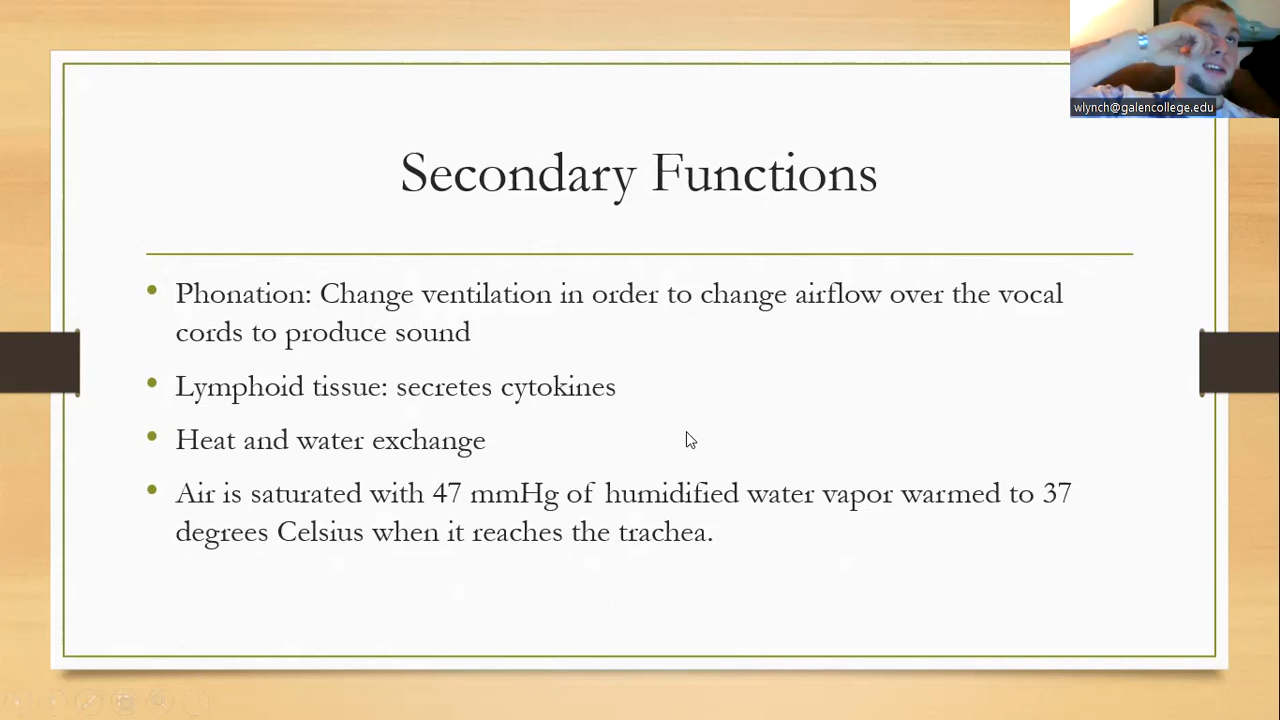 wlynch@galencollege.edu
Secondary Functions
• Phonation: Change ventilation in order to change airflow over the vocal
cords to produce sound
• Lymphoid tissue: secretes cytokines
• Heat and water exchange
• Air is saturated with 47 mmHg of humidified water vapor warmed to 37
degrees Celsius when it reaches the trachea.